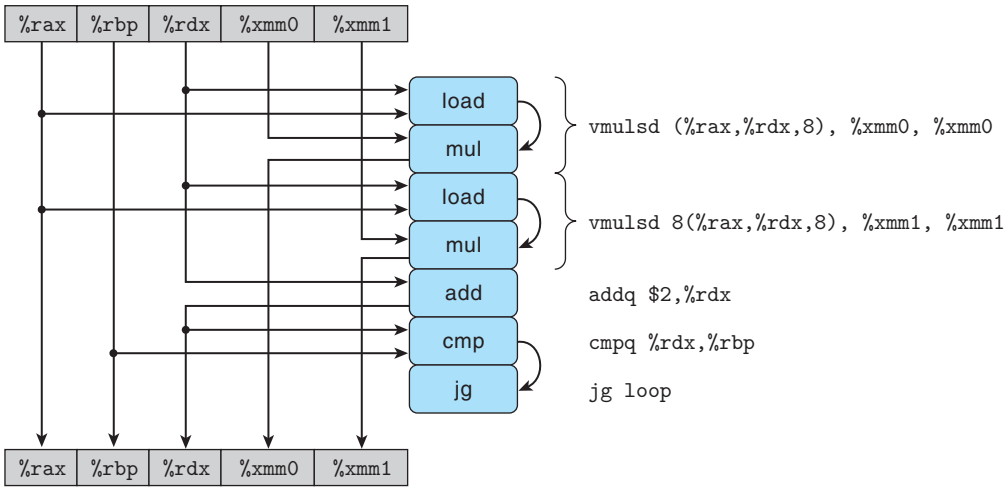 %rax %rbp %rdx %xmm0 %xmm1
load
vmulsd (%rax,%rdx,8), %xmm0, %xmm0
mul
load
vmulsd 8(%rax,%rdx,8), %xmm1, %xmm1
mul
add addq $2,%rdx
cmp cmpq %rdx,%rbp
jg jg loop
%rax %rbp %rdx %xmm0 %xmm1